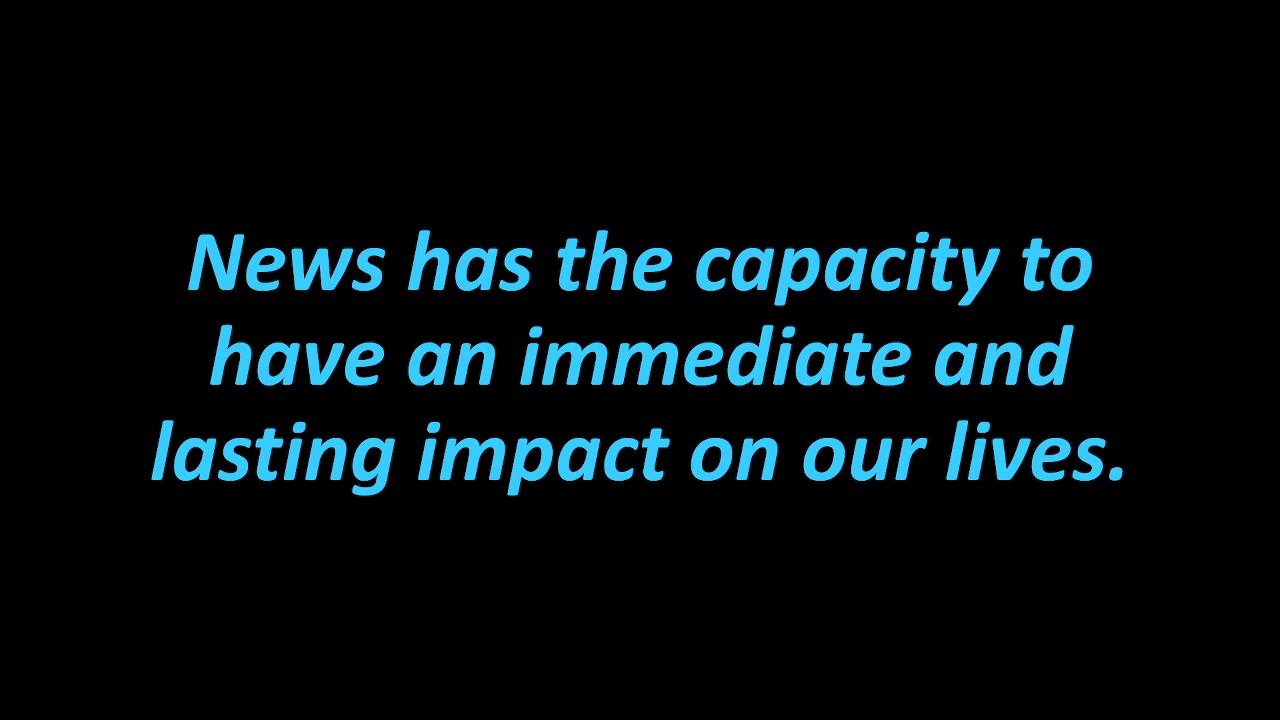 News has the capacity to
have an immediate and
lasting impact on our lives.